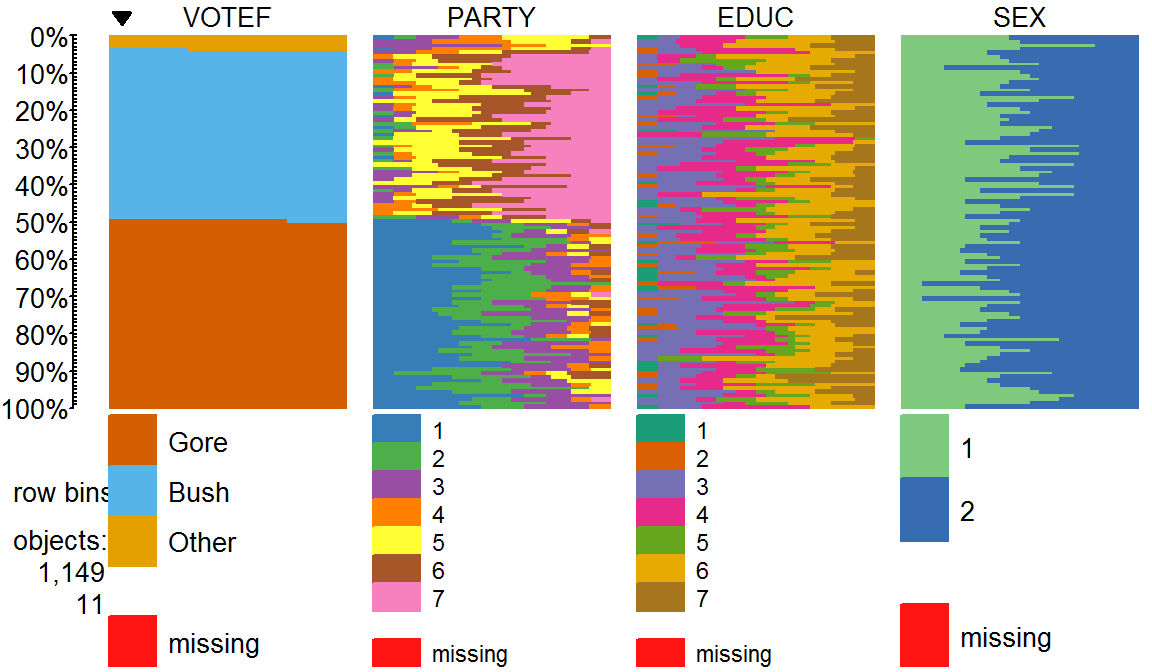 VOTEF PARTY EDUC SEX
0%
10%
20%
30%
40%
50%
60%
70%
80%
90%
100%
row bins
objects:
1,149
11
Gore
Bush
Other
missing
1
2
3
4
5
6
7
missing
1
2
3
4
5
6
7
missing
1
2
missing